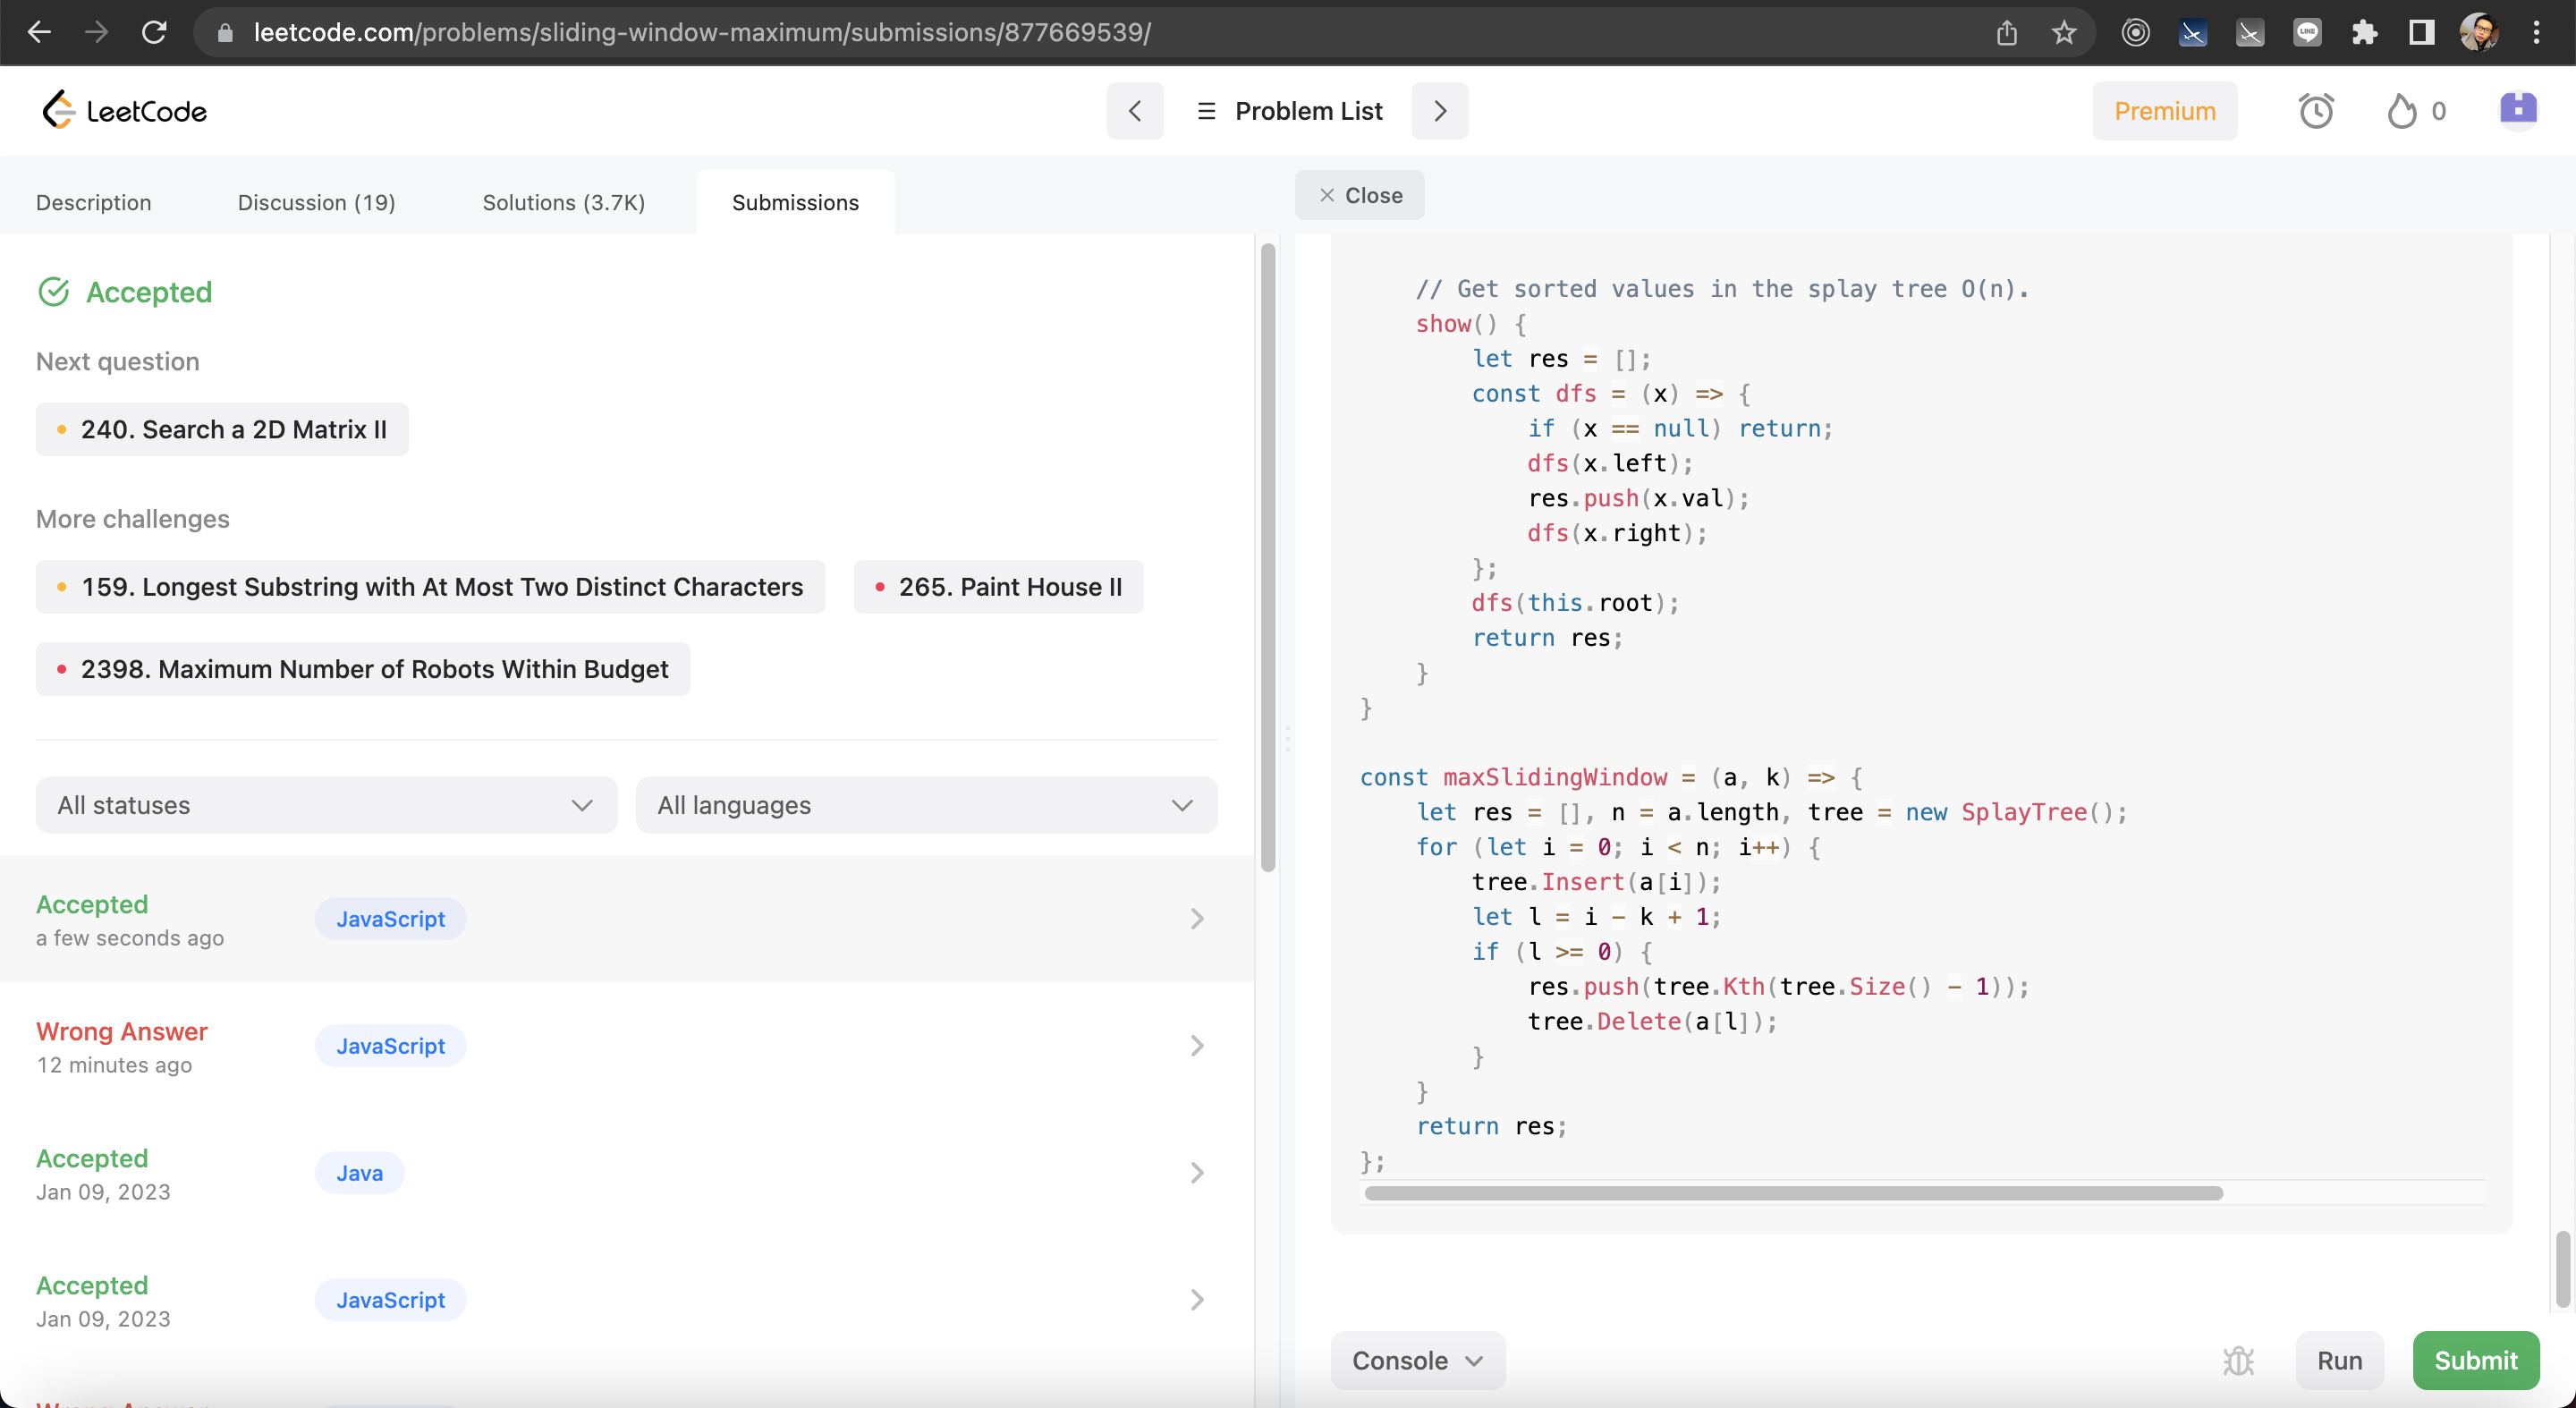 leetcode.com/problems/sliding-window-maximum/submissions/877669539/
LINE
LeetCode
Problem List
Premium
0
Description
Discussion (19)
Solutions (3.7K)
Submissions
Close
Accepted
Next question
240. Search a 2D Matrix II
More challenges
159. Longest Substring with At Most Two Distinct Characters
265. Paint House II
2398. Maximum Number of Robots Within Budget
All statuses
All languages
Accepted
a few seconds ago
JavaScript
Wrong Answer
12 minutes ago
JavaScript
Accepted
Jan 09, 2023
Java
Accepted
Jan 09, 2023
JavaScript
// Get sorted values in the splay tree O(n).
show() {
let res = [];
const dfs = (x) => {
if (x == null) return;
dfs(x.left);
res.push(x.val);
dfs(x.right);
};
dfs(this.root);
return res;
}
}
const maxSlidingWindow = (a, k) => {
let res = [], n = a.length, tree = new SplayTree();
for (let i = 0; i < n; i++) {
tree.Insert(a[i]);
let l = i - k + 1;
if (l >= 0) {
res.push(tree.Kth(tree.Size() - 1));
tree.Delete(a[l]);
}
}
return res;
};
Console
Run
Submit